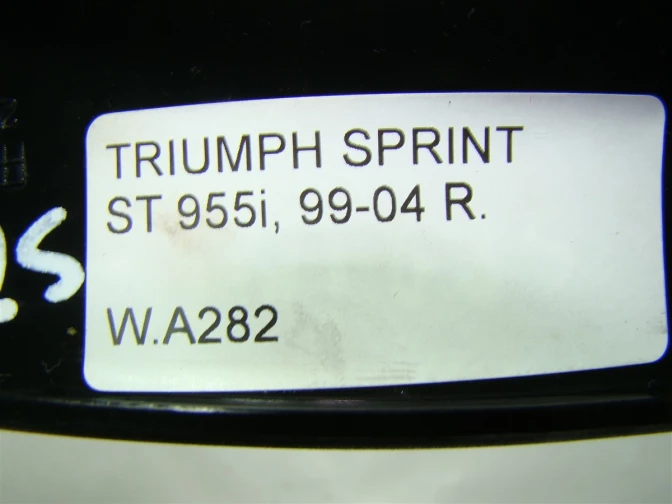 TRIUMPH SPRINT
ST 955i, 99-04 R.
W.A282